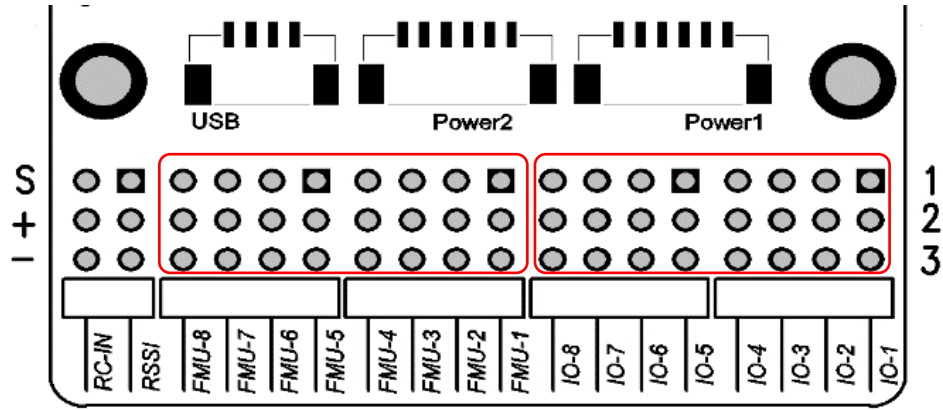 USB Power2 Power1
S 1
+ 2
− 3
RC-IN
RSSI
FMU-8
FMU-7
FMU-6
FMU-5
FMU-4
FMU-3
FMU-2
FMU-1
IO-8
IO-7
IO-6
IO-5
IO-4
IO-3
IO-2
IO-1